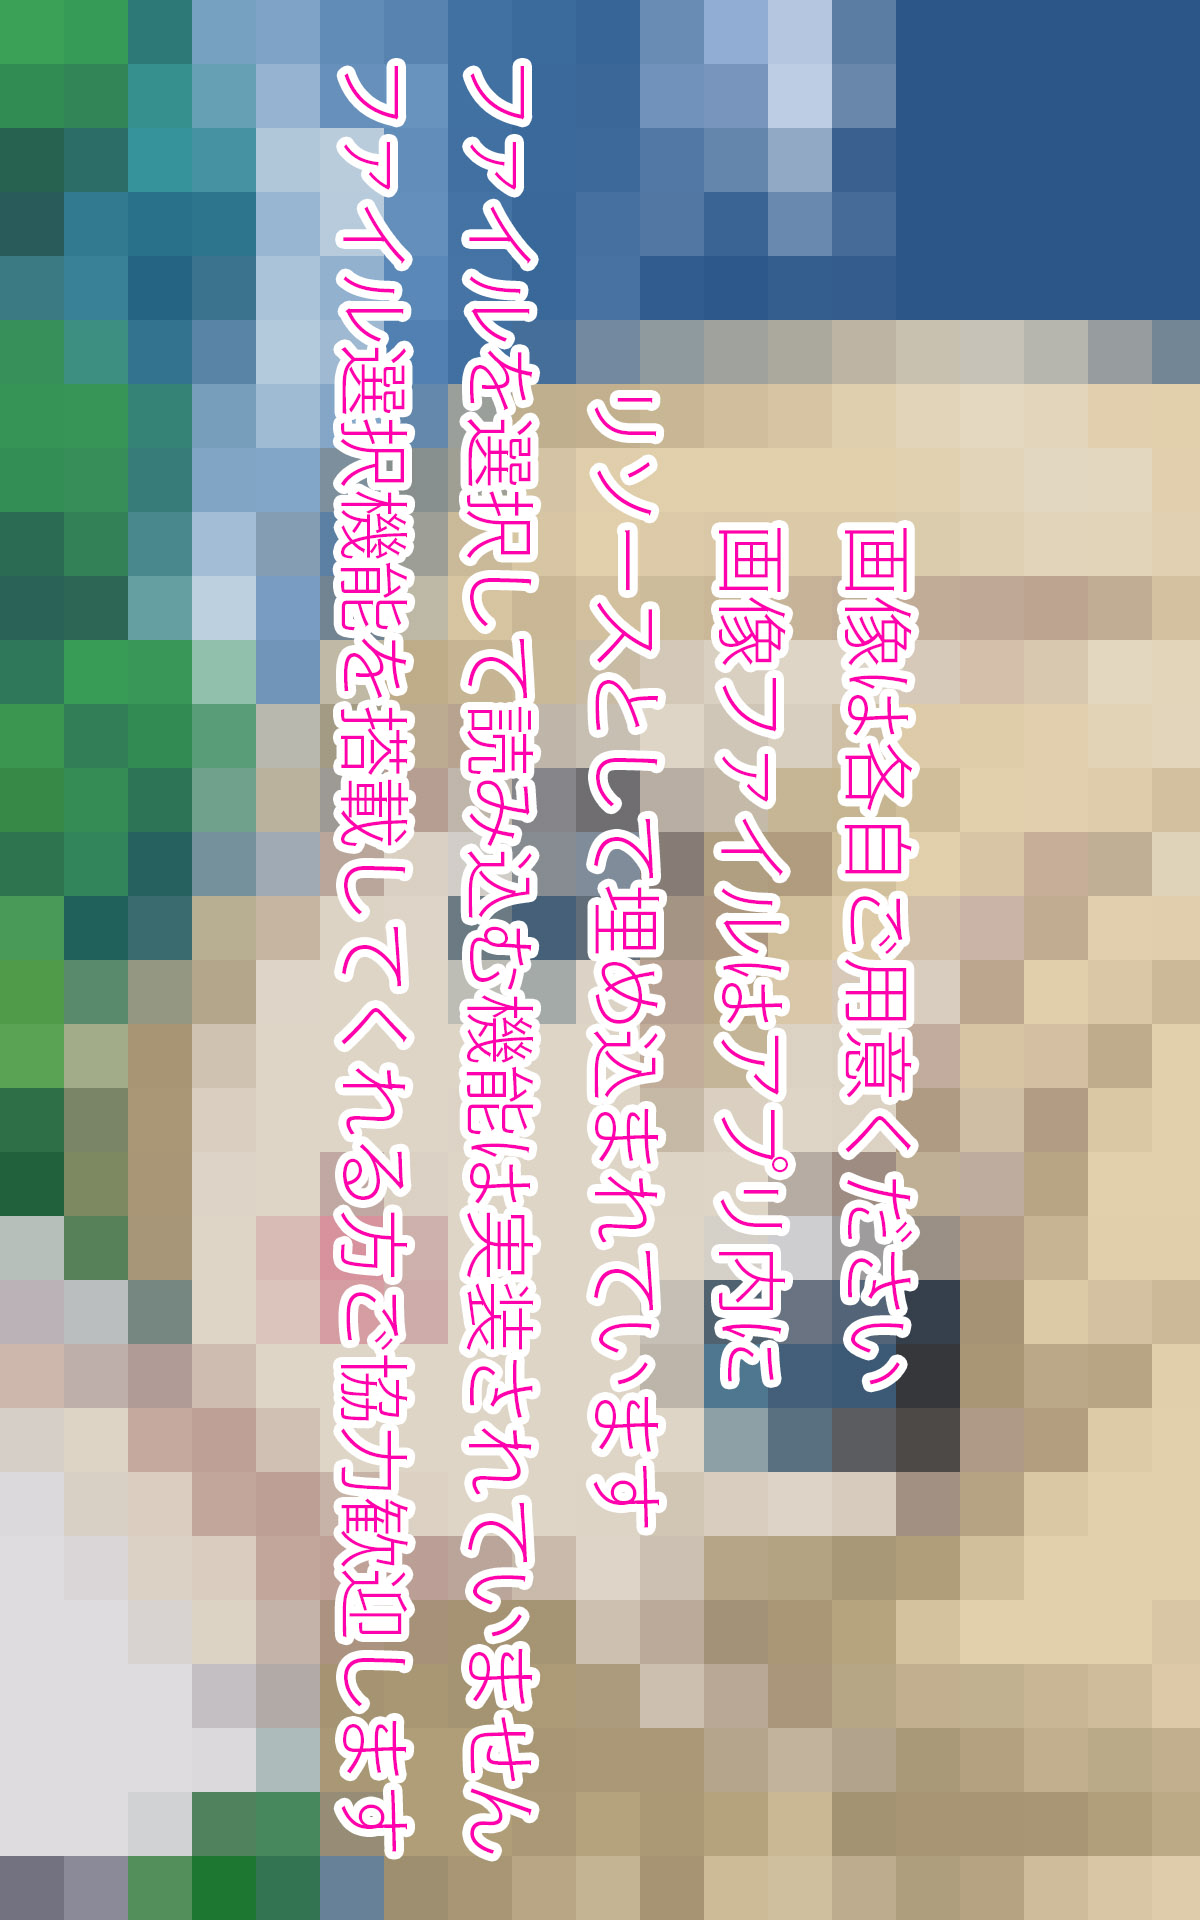 画像は各自ご用意ください
画像ファイルはアプリ内に
リソースとして埋め込まれています
ファイルを選択して読み込む機能は実装されていません
ファイル選択機能を搭載してくれる方ご協力歓迎します